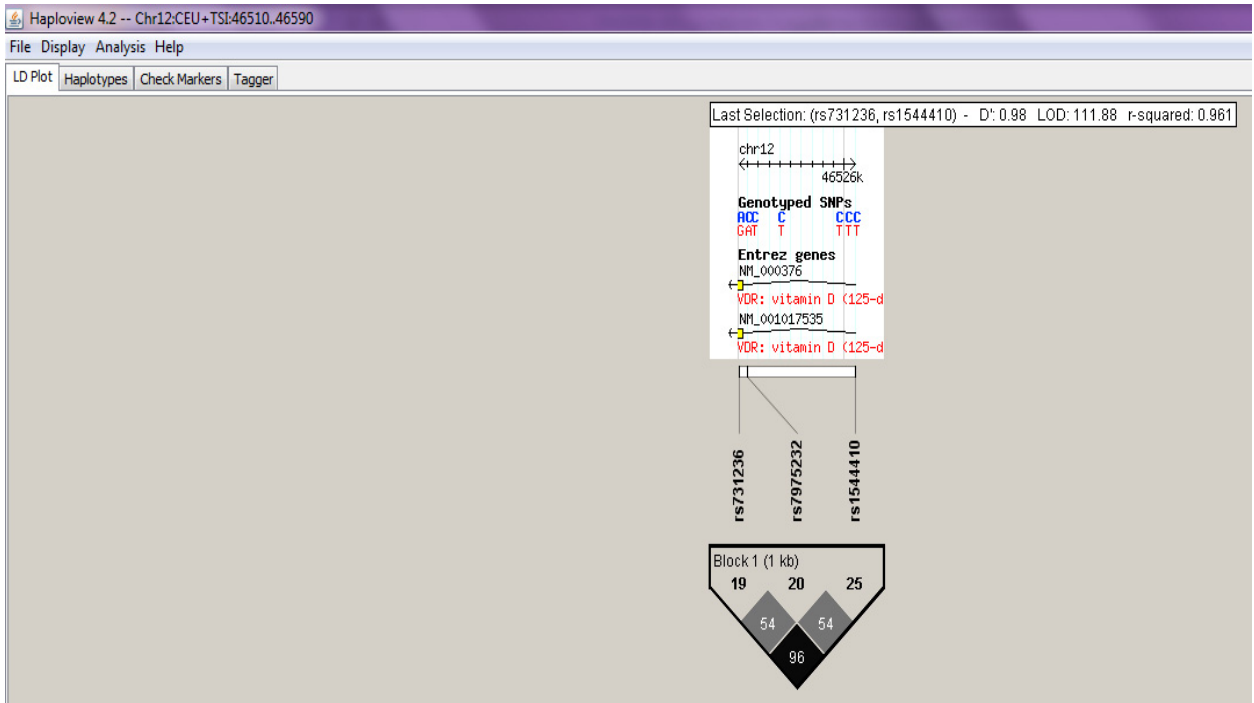 Haploview 4.2 -- Chr12:CEU+TSI:46510..46590
File Display Analysis Help
LD Plot Haplotypes Check Markers Tagger
Last Selection: (rs731236, rs1544410) - D': 0.98 LOD: 111.88 r-squared: 0.961
chr12
46526k
Genotyped SNPs
ACC C CCC
GAT T TTT
Entrez genes
NM_000376
VDR: vitamin D (125-d
NM_001017535
VDR: vitamin D (125-d
rs731236 rs7975232 rs1544410
Block 1 (1 kb)
19 20 25
54 54
96